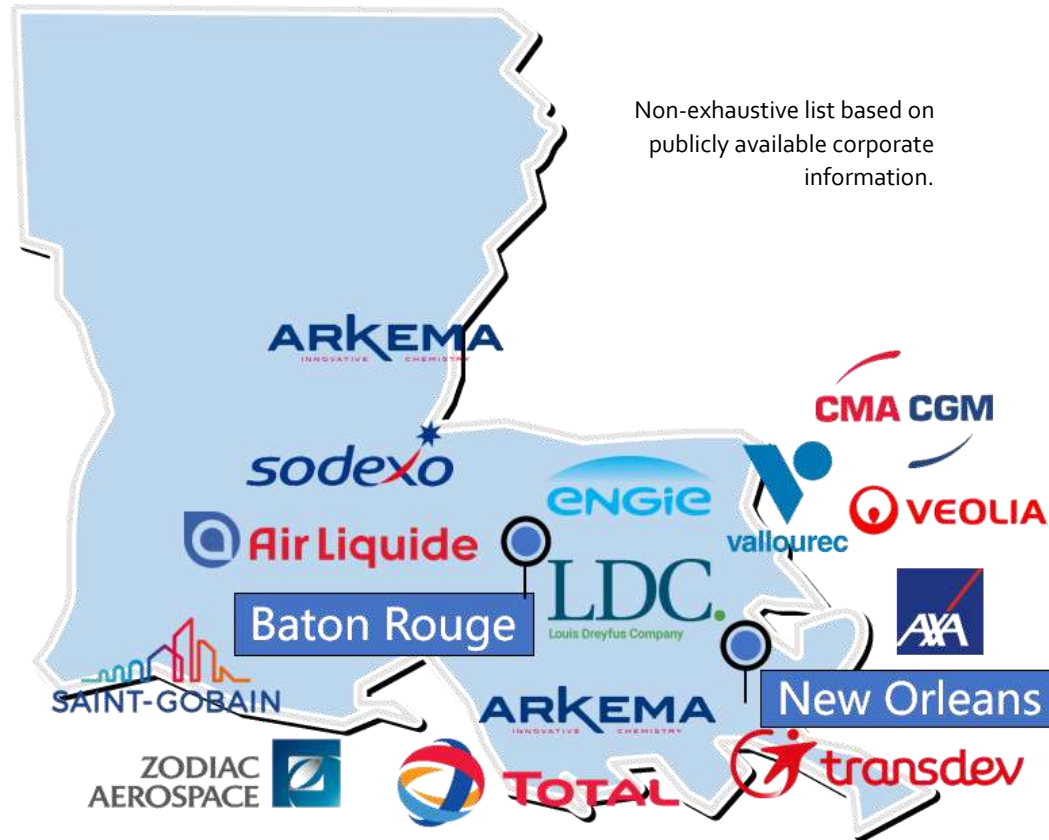 Non-exhaustive list based on
publicly available corporate
information.
ARKEMA
INNOVATIVE CHEMISTRY
CMA CGM
sodexo
ENGIE
vallourec
VEOLIA
Air Liquide
LDC.
Louis Dreyfus Company
Baton Rouge
AXA
SAINT-GOBAIN
New Orleans
ARKEMA
INNOVATIVE CHEMISTRY
ZODIAC
AEROSPACE
TOTAL
transdev